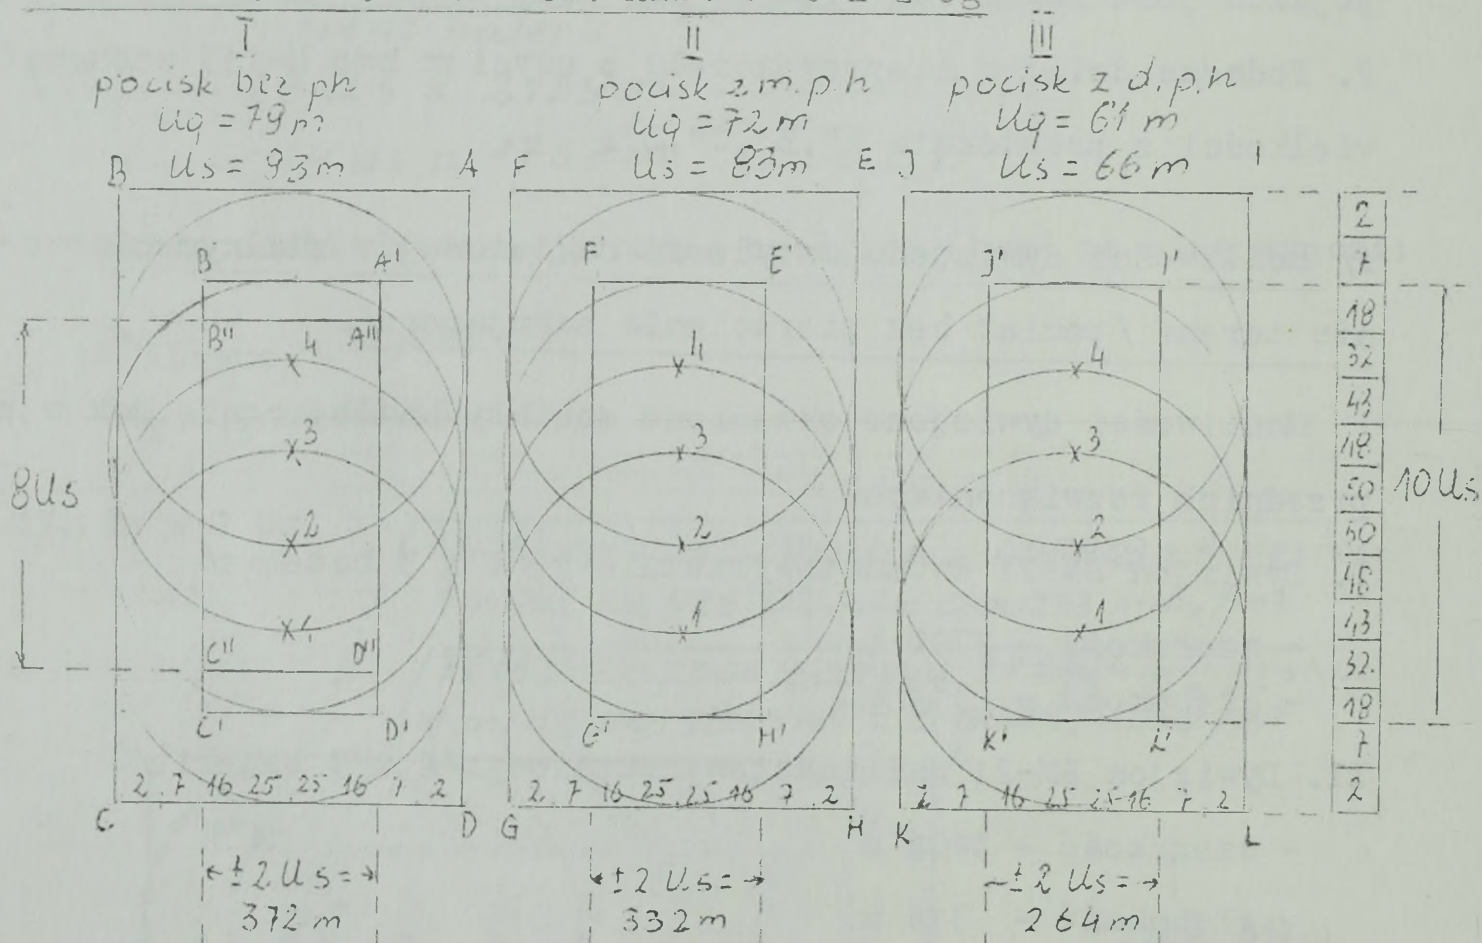 I II III
pocisk bez ph pocisk z m.p.h pocisk z d.p.h
Uq = 79 m Uq = 72 m Uq = 61 m
Us = 93 m Us = 83 m Us = 66 m
B A F E J I
2
7
18
32
43
48
50
50
48
43
32.
18
7
2
B A' F' E' J' I'
B" A"
4 4 4
3 3 3
8Us 10Us
2 2 2
1 1 1
C" D"
C' D' G' H' K' L'
2 7 16 25 25 16 7 2 2 7 16 25 25 16 7 2 2 7 16 25 25 16 7 2
C D G H K L
±2 Us = ±2 Us = ±2 Us =
372 m 332 m 264 m